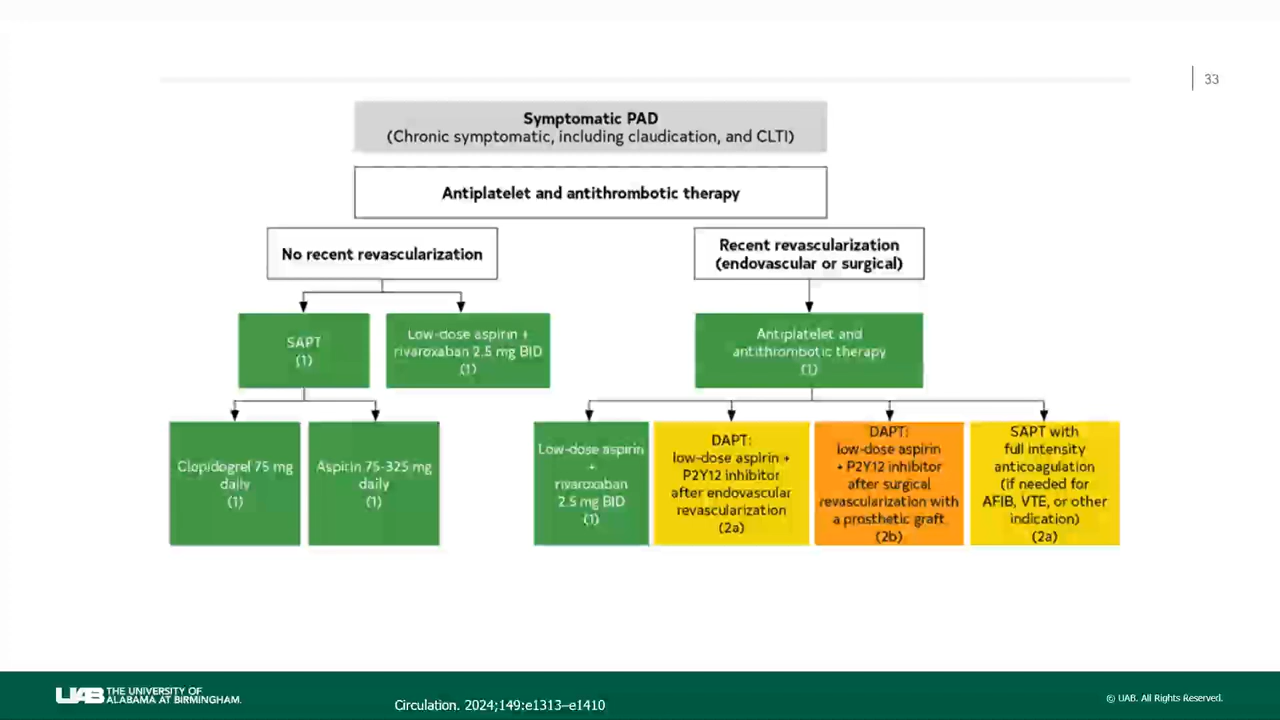 33
Symptomatic PAD
(Chronic symptomatic, including claudication, and CLTI)
Antiplatelet and antithrombotic therapy
No recent revascularization
Recent revascularization
(endovascular or surgical)
SAPT
(1)
Low-dose aspirin +
rivaroxaban 2.5 mg BID
(1)
Antiplatelet and
antithrombotic therapy
(1)
Clopidogrel 75 mg
daily
(1)
Aspirin 75-325 mg
daily
(1)
Low-dose aspirin
+
rivaroxaban
2.5 mg BID
(1)
DAPT:
low-dose aspirin +
P2Y12 inhibitor
after endovascular
revascularization
(2a)
DAPT:
low-dose aspirin
+ P2Y12 inhibitor
after surgical
revascularization with
a prosthetic graft
(2b)
SAPT with
full intensity
anticoagulation
(if needed for
AFIB, VTE, or other
indication)
(2a)
UAB THE UNIVERSITY OF
ALABAMA AT BIRMINGHAM.
Circulation. 2024;149:e1313–e1410
© UAB. All Rights Reserved.